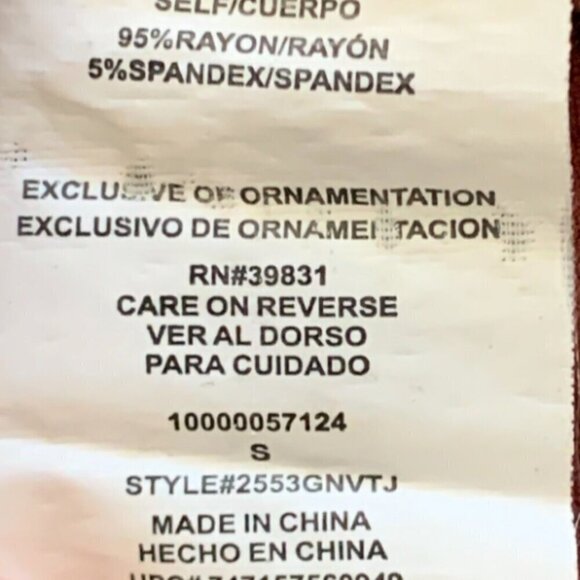 SELF/CUERPO
95%RAYON/RAYÓN
5%SPANDEX/SPANDEX
EXCLUSIVE OF ORNAMENTATION
EXCLUSIVO DE ORNAMENTACION
RN#39831
CARE ON REVERSE
VER AL DORSO
PARA CUIDADO
10000057124
S
STYLE#2553GNVTJ
MADE IN CHINA
HECHO EN CHINA